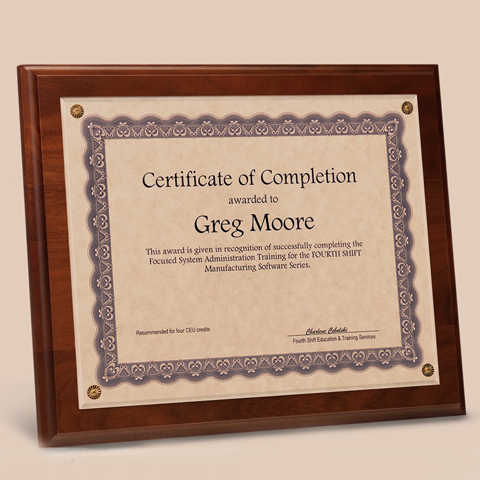 Certificate of Completion
awarded to
Greg Moore
This award is given in recognition of successfully completing the
Focused System Administration Training for the FOURTH SHIFT
Manufacturing Software Series.
Recommended for four CEU credits
Charlene Cebulski
Fourth Shift Education & Training Services